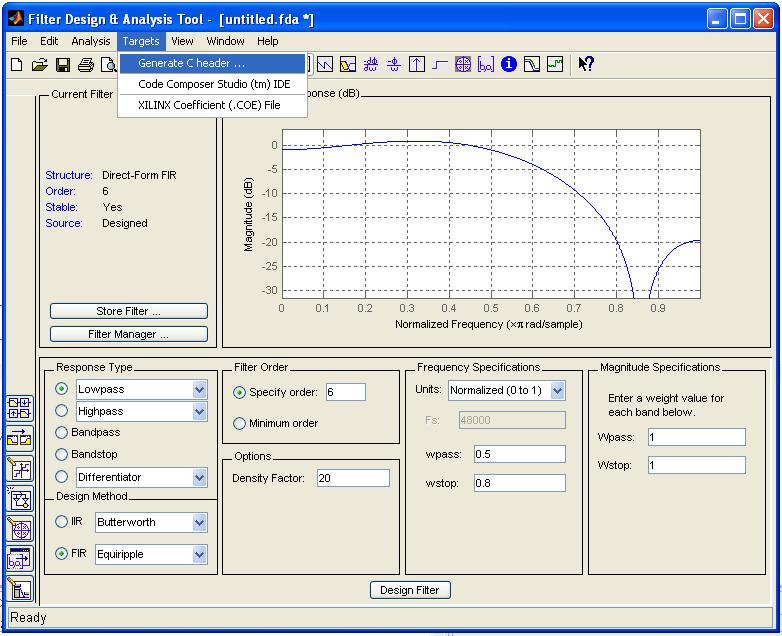 Filter Design & Analysis Tool - [untitled.fda *]
File Edit Analysis Targets View Window Help
Generate C header ...
Code Composer Studio (tm) IDE
XILINX Coefficient (.COE) File
Current Filter
ponse (dB)
Structure: Direct-Form FIR
Order: 6
Stable: Yes
Source: Designed
Store Filter ...
Filter Manager ...
Magnitude (dB)
0
-5
-10
-15
-20
-25
-30
0 0.1 0.2 0.3 0.4 0.5 0.6 0.7 0.8 0.9
Normalized Frequency (×π rad/sample)
Response Type
Lowpass
Highpass
Bandpass
Bandstop
Differentiator
Design Method
IIR Butterworth
FIR Equiripple
Filter Order
Specify order: 6
Minimum order
Options
Density Factor: 20
Frequency Specifications
Units: Normalized (0 to 1)
Fs: 48000
wpass: 0.5
wstop: 0.8
Magnitude Specifications
Enter a weight value for
each band below.
Wpass: 1
Wstop: 1
Design Filter
Ready